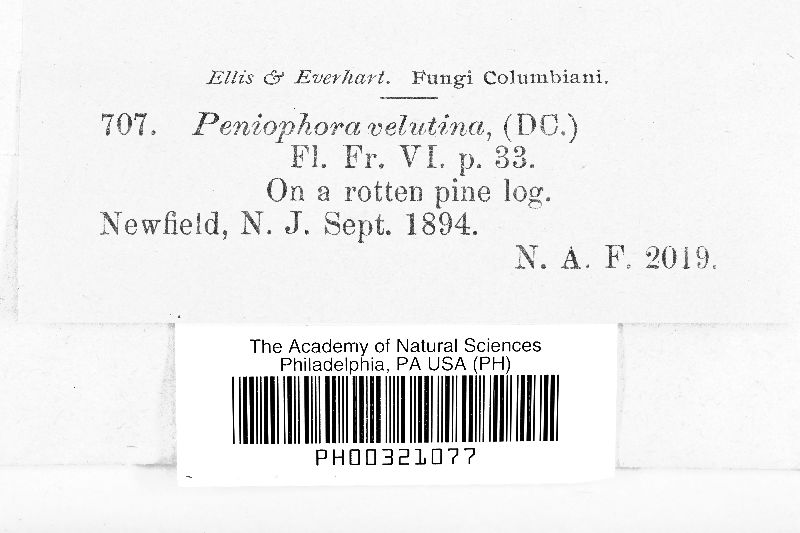 Ellis & Everhart. Fungi Columbiani.
707. Peniophora velutina, (DC.)
Fl. Fr. VI. p. 33.
On a rotten pine log.
Newfield, N. J. Sept. 1894.
N. A. F. 2019.
The Academy of Natural Sciences
Philadelphia, PA USA (PH)
PH00321077